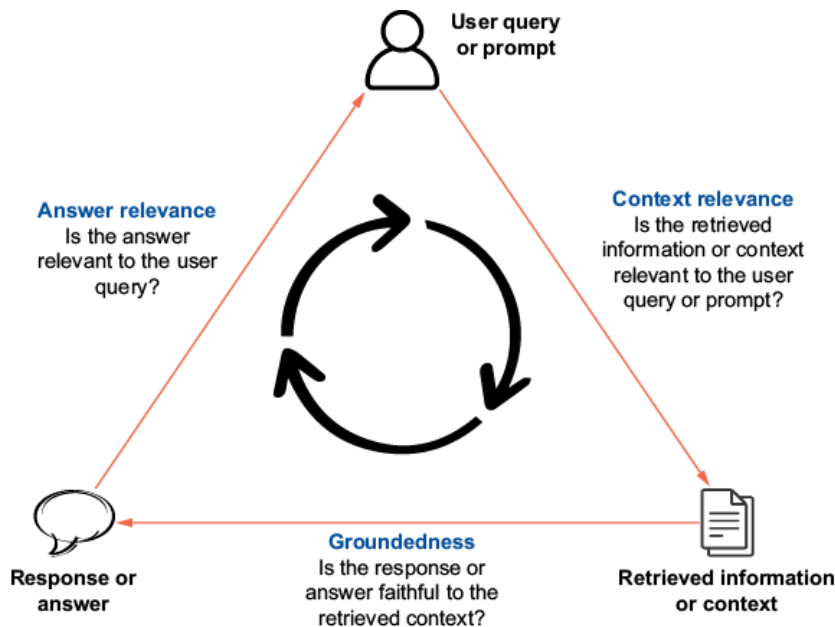 User query
or prompt
Answer relevance
Is the answer
relevant to the user
query?
Context relevance
Is the retrieved
information or context
relevant to the user
query or prompt?
Response or
answer
Groundedness
Is the response or
answer faithful to the
retrieved context?
Retrieved information
or context